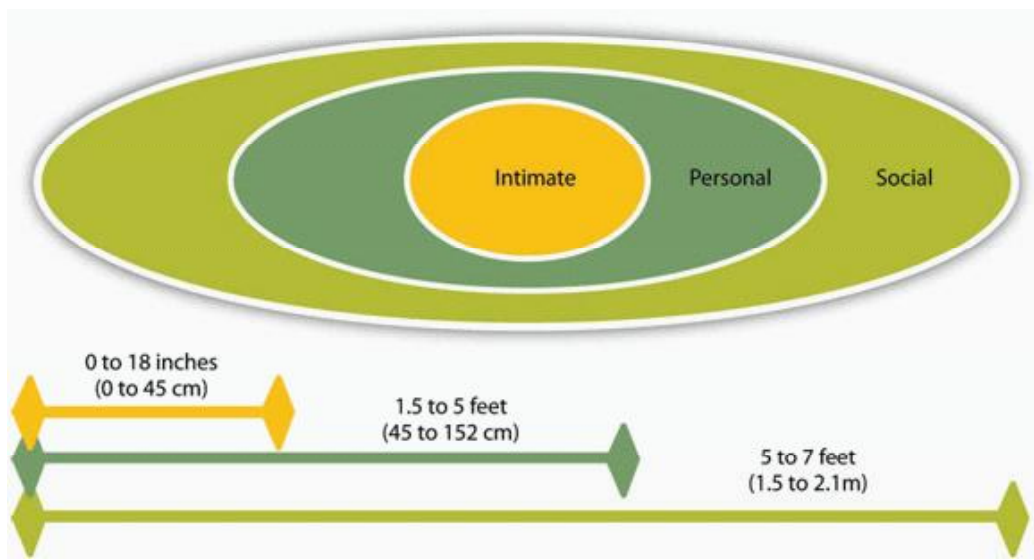 Intimate
Personal
Social
0 to 18 inches
(0 to 45 cm)
1.5 to 5 feet
(45 to 152 cm)
5 to 7 feet
(1.5 to 2.1m)